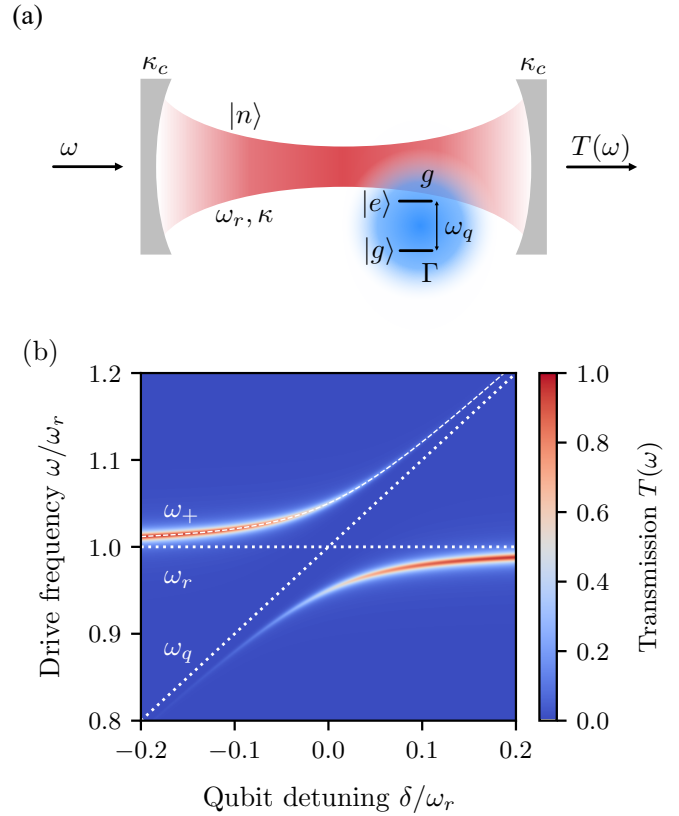 (a)
κ_c κ_c
|n⟩
ω T(ω)
g
|e⟩
ω_r, κ ω_q
|g⟩
Γ
(b)
1.2
1.1
1.0
0.9
0.8
Drive frequency ω/ω_r
ω_+
ω_r
ω_q
−0.2 −0.1 0.0 0.1 0.2
Qubit detuning δ/ω_r
1.0
0.8
0.6
0.4
0.2
0.0
Transmission T(ω)